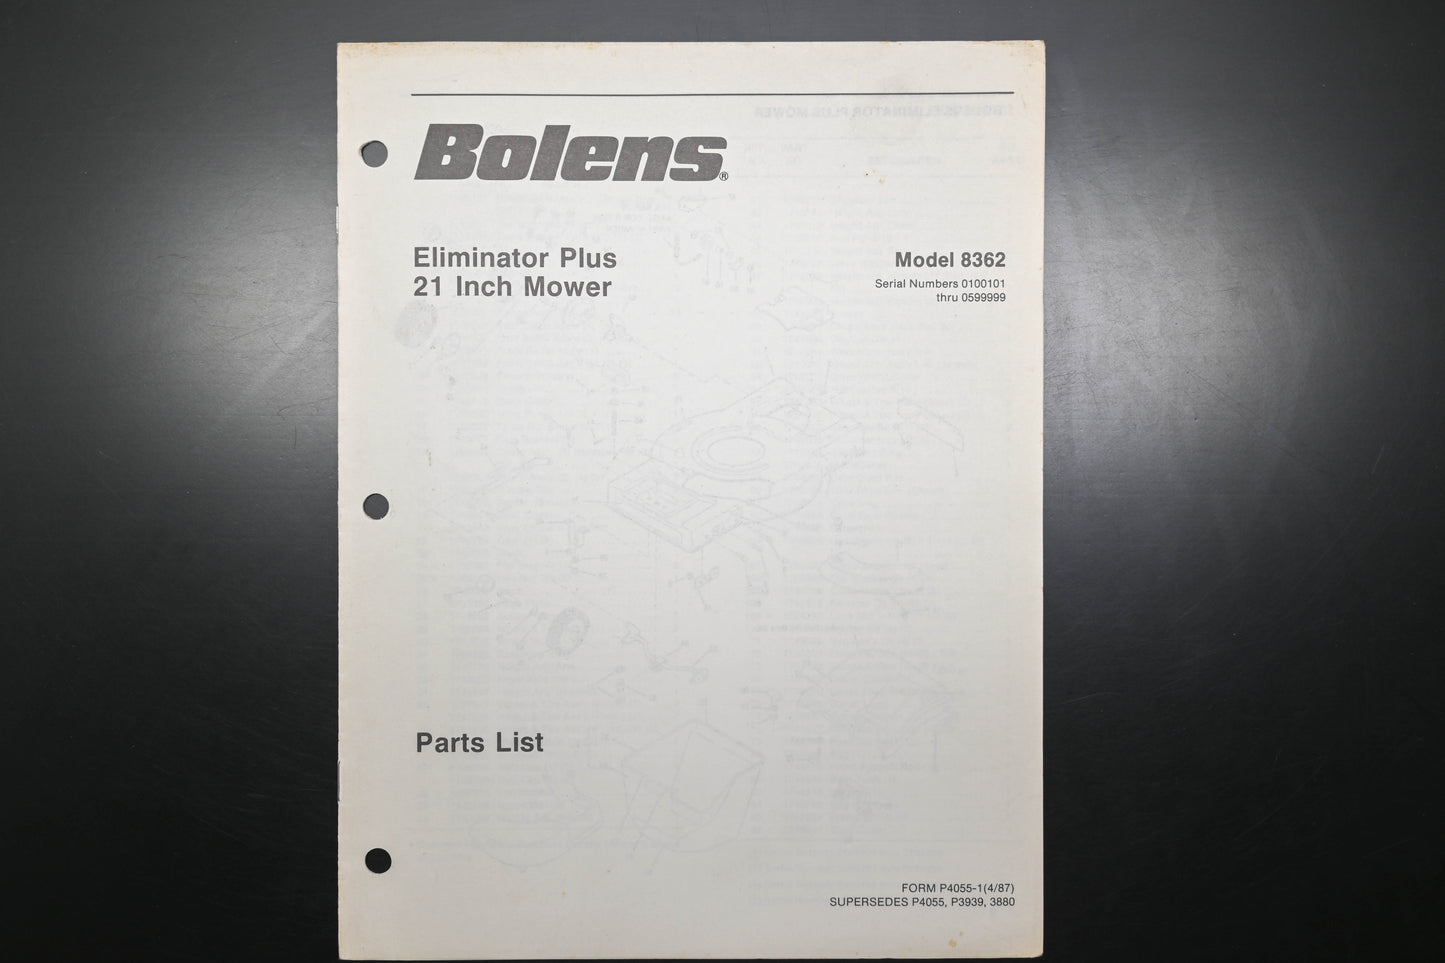 Bolens®
Eliminator Plus
21 Inch Mower
Model 8362
Serial Numbers 0100101
thru 0599999
Parts List
FORM P4055-1(4/87)
SUPERSEDES P4055, P3939, 3880